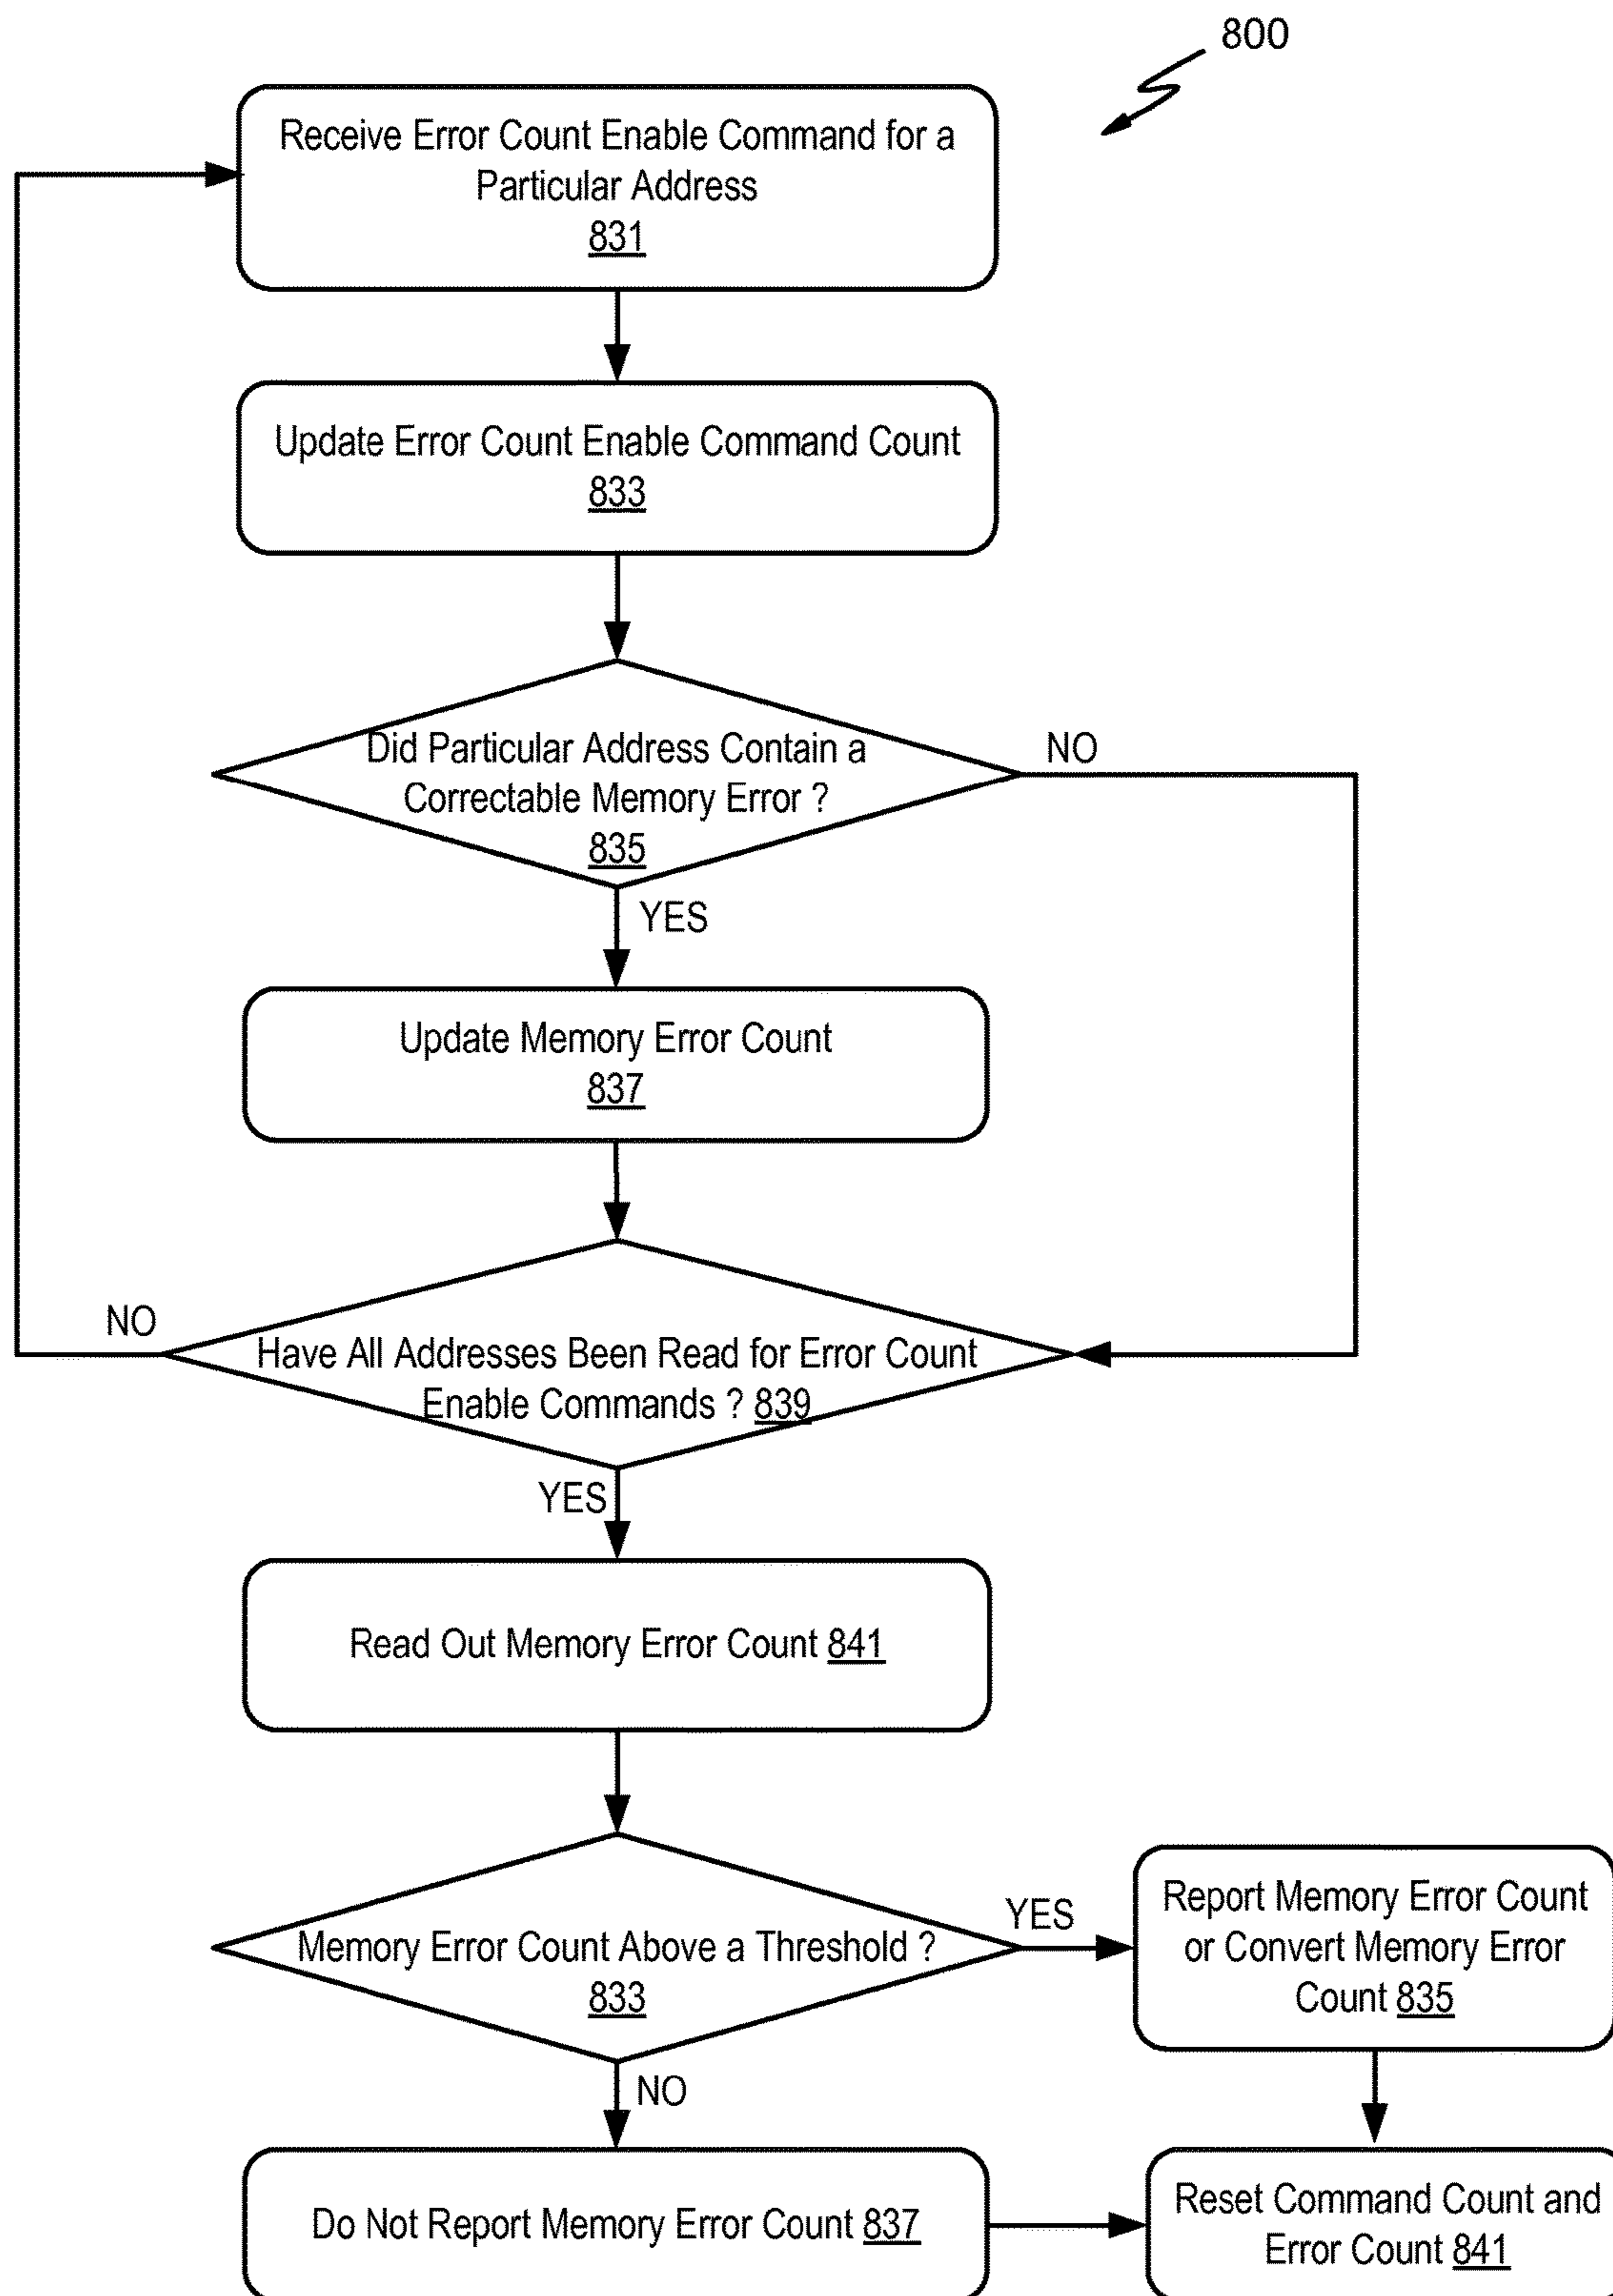 800
Receive Error Count Enable Command for a
Particular Address
831
Update Error Count Enable Command Count
833
Did Particular Address Contain a
Correctable Memory Error ?
835
NO
YES
Update Memory Error Count
837
NO
Have All Addresses Been Read for Error Count
Enable Commands ? 839
YES
Read Out Memory Error Count 841
Memory Error Count Above a Threshold ?
833
YES
Report Memory Error Count
or Convert Memory Error
Count 835
NO
Do Not Report Memory Error Count 837
Reset Command Count and
Error Count 841